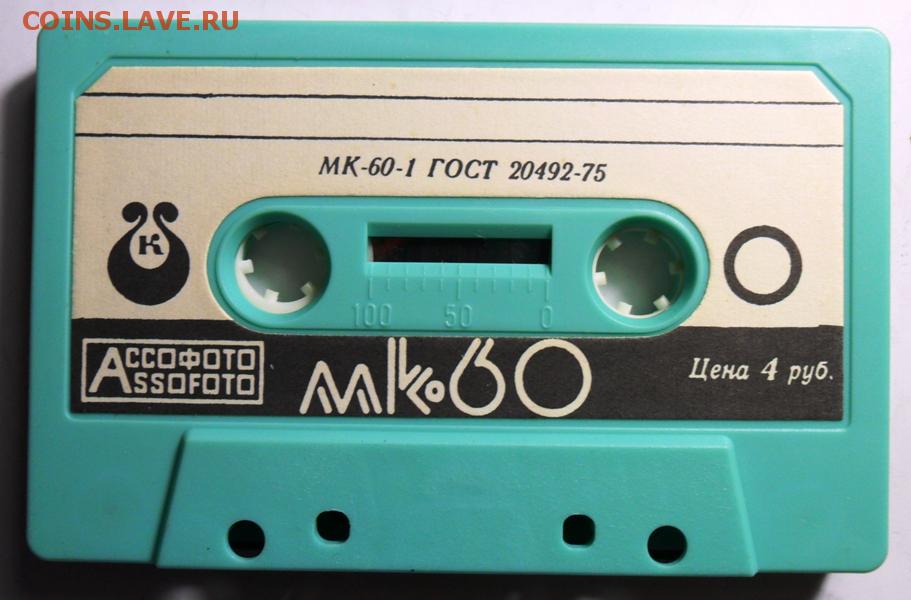 COINS.LAVE.RU
МК-60-1 ГОСТ 20492-75
К
100 50 0
АССОФОТО
ASSOFOTO
МК60
Цена 4 руб.